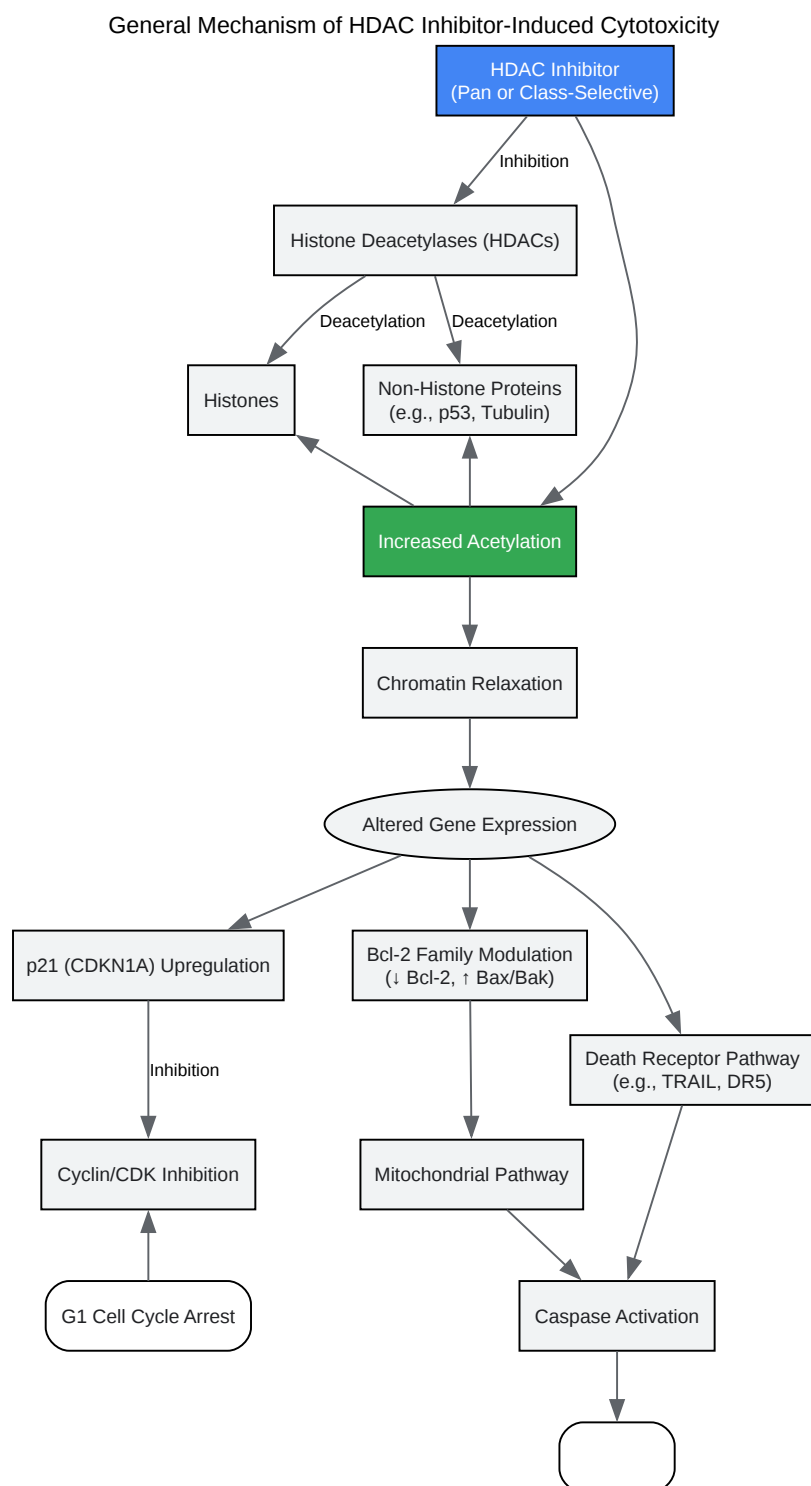 General Mechanism of HDAC Inhibitor-Induced Cytotoxicity
HDAC Inhibitor
(Pan or Class-Selective)
Inhibition
Histone Deacetylases (HDACs)
Deacetylation
Deacetylation
Histones
Non-Histone Proteins
(e.g., p53, Tubulin)
Increased Acetylation
Chromatin Relaxation
Altered Gene Expression
p21 (CDKN1A) Upregulation
Bcl-2 Family Modulation
(↓ Bcl-2, ↑ Bax/Bak)
Death Receptor Pathway
(e.g., TRAIL, DR5)
Inhibition
Cyclin/CDK Inhibition
Mitochondrial Pathway
G1 Cell Cycle Arrest
Caspase Activation